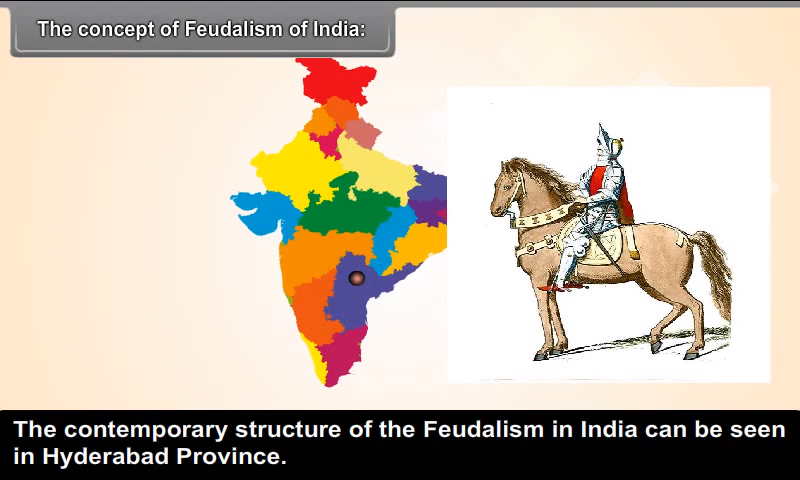 The concept of Feudalism of India:
The contemporary structure of the Feudalism in India can be seen
in Hyderabad Province.